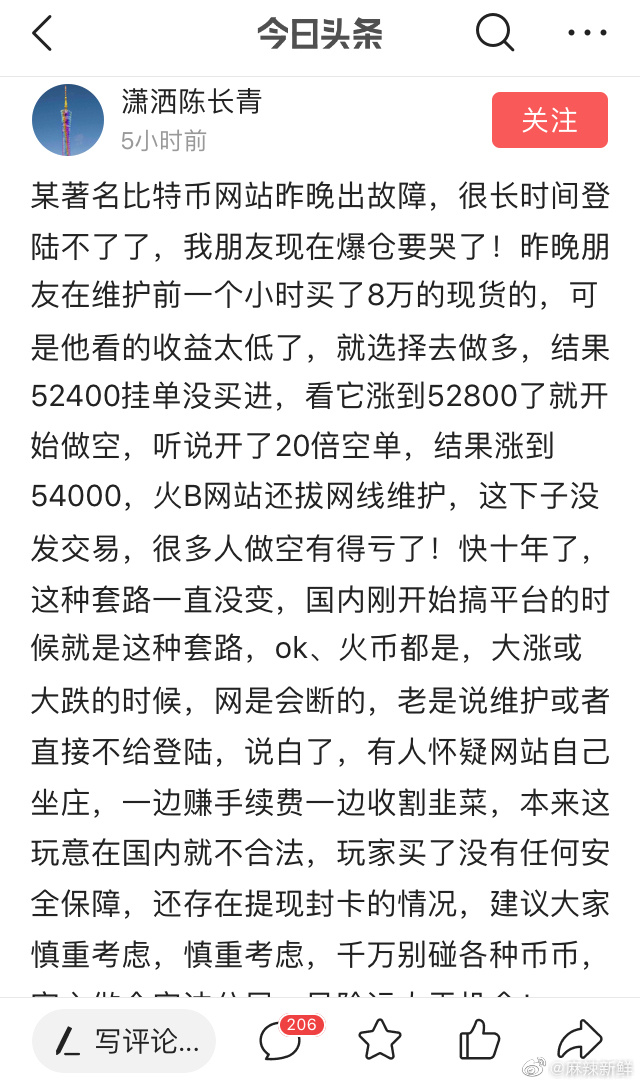 今日头条
潇洒陈长青
5小时前
关注
某著名比特币网站昨晚出故障，很长时间登
陆不了了，我朋友现在爆仓要哭了！昨晚朋
友在维护前一个小时买了8万的现货的，可
是他看的收益太低了，就选择去做多，结果
52400挂单没买进，看它涨到52800了就开
始做空，听说开了20倍空单，结果涨到
54000，火B网站还拔网线维护，这下子没
发交易，很多人做空有得亏了！快十年了，
这种套路一直没变，国内刚开始搞平台的时
候就是这种套路，ok、火币都是，大涨或
大跌的时候，网是会断的，老是说维护或者
直接不给登陆，说白了，有人怀疑网站自己
坐庄，一边赚手续费一边收割韭菜，本来这
玩意在国内就不合法，玩家买了没有任何安
全保障，还存在提现封卡的情况，建议大家
慎重考虑，慎重考虑，千万别碰各种币币，
写评论...
206
@麻辣新鲜